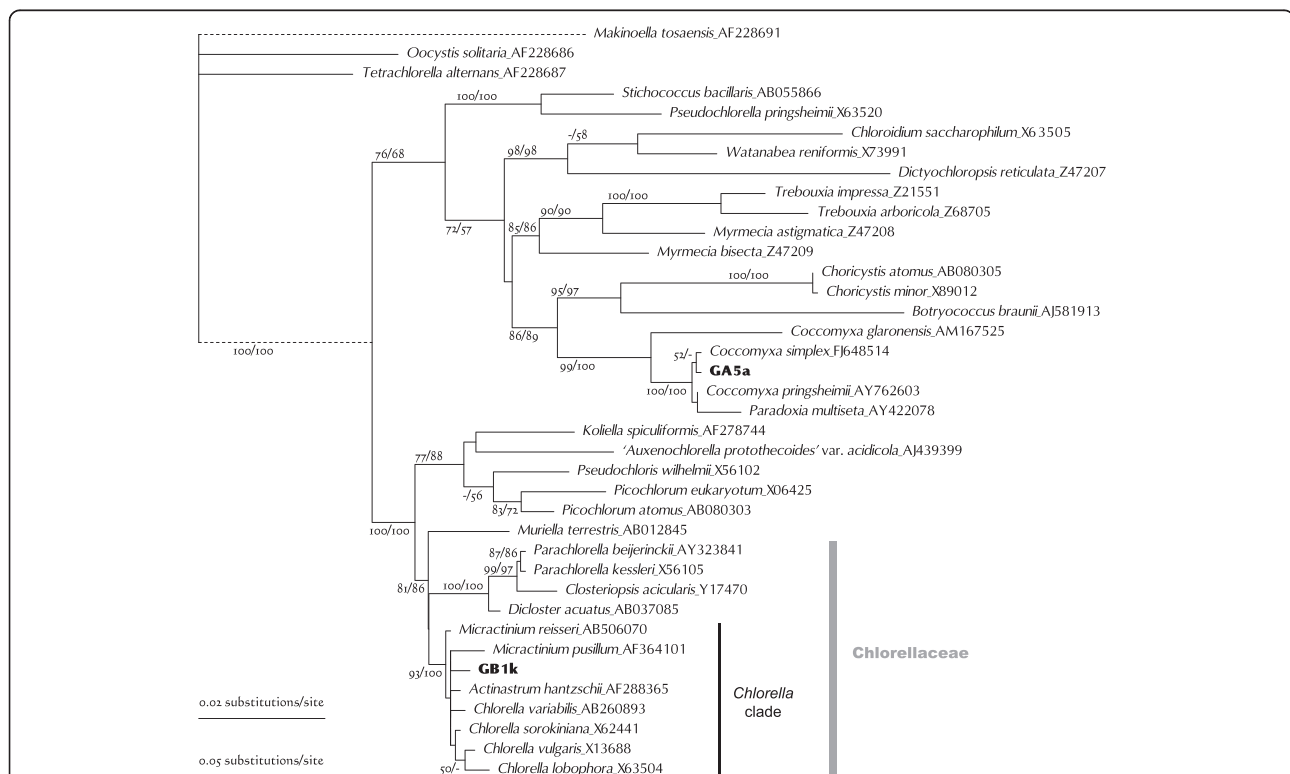 Makinoella tosaensis_AF228691
Oocystis solitaria_AF228686
Tetrachlorella alternans_AF228687
Stichococcus bacillaris_AB055866
100/100
Pseudochlorella pringsheimii_X63520
Chloroidium saccharophilum_X63505
-/58
Watanabea reniformis_X73991
76/68
98/98
Dictyochloropsis reticulata_Z47207
Trebouxia impressa_Z21551
100/100
Trebouxia arboricola_Z68705
90/90
72/57
85/86
Myrmecia astigmatica_Z47208
Myrmecia bisecta_Z47209
Choricystis atomus_AB080305
100/100
Choricystis minor_X89012
95/97
Botryococcus braunii_AJ581913
86/89
Coccomyxa glaronensis_AM167525
100/100
52/-
Coccomyxa simplex_FJ648514
99/100
GA5a
100/100
Coccomyxa pringsheimii_AY762603
Paradoxia multiseta_AY422078
Koliella spiculiformis_AF278744
77/88
'Auxenochlorella protothecoides' var. acidicola_AJ439399
Pseudochloris wilhelmii_X56102
-/56
Picochlorum eukaryotum_X06425
83/72
Picochlorum atomus_AB080303
100/100
Muriella terrestris_AB012845
87/86
Parachlorella beijerinckii_AY323841
99/97
Parachlorella kessleri_X56105
81/86
100/100
Closteriopsis acicularis_Y17470
Dicloster acuatus_AB037085
Micractinium reisseri_AB506070
Micractinium pusillum_AF364101
Chlorellaceae
93/100
GB1k
Actinastrum hantzschii_AF288365
Chlorella
clade
0.02 substitutions/site
Chlorella variabilis_AB260893
Chlorella sorokiniana_X62441
Chlorella vulgaris_X13688
0.05 substitutions/site
50/-
Chlorella lobophora_X63504